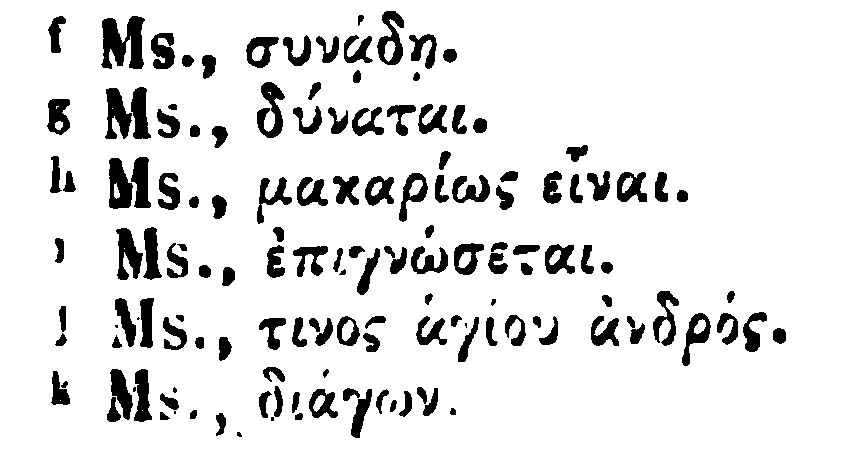 f Ms., συνᾴδῃ.
g Ms., δύναται.
h Ms., μακαρίως εἶναι.
i Ms., ἐπιγνώσεται.
j Ms., τινος ἁγίου ἀνδρός.
k Ms., διάγων.